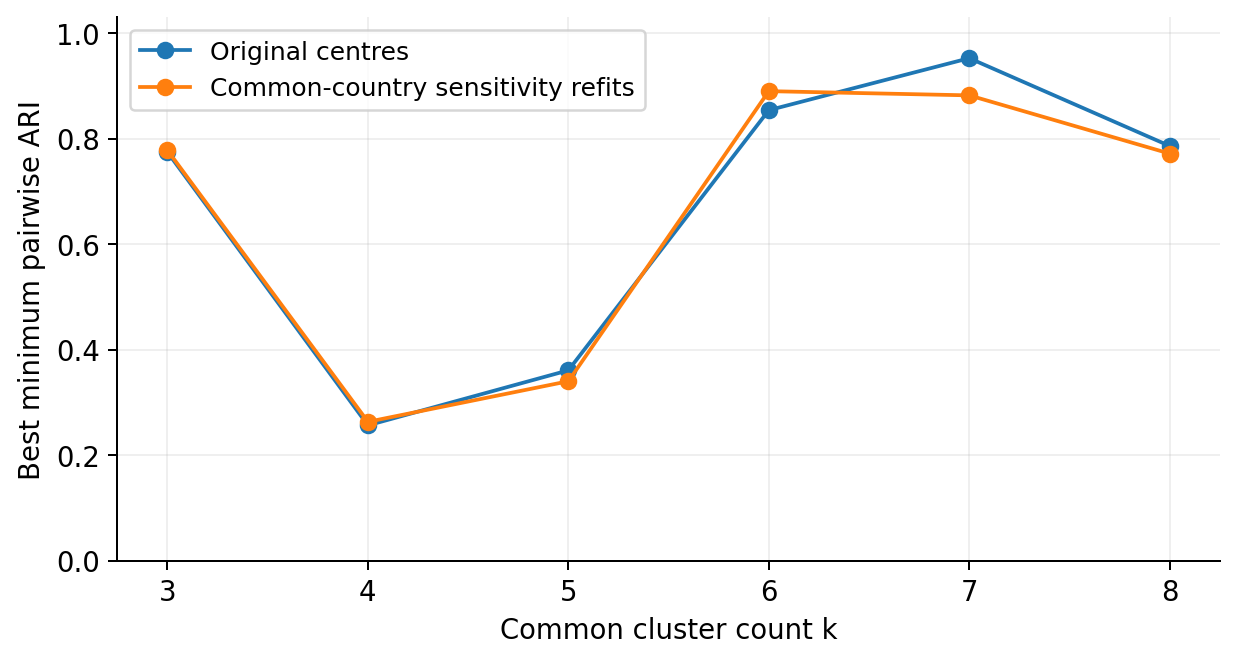 Original centres
Common-country sensitivity refits
Best minimum pairwise ARI
1.0
0.8
0.6
0.4
0.2
0.0
3 4 5 6 7 8
Common cluster count k